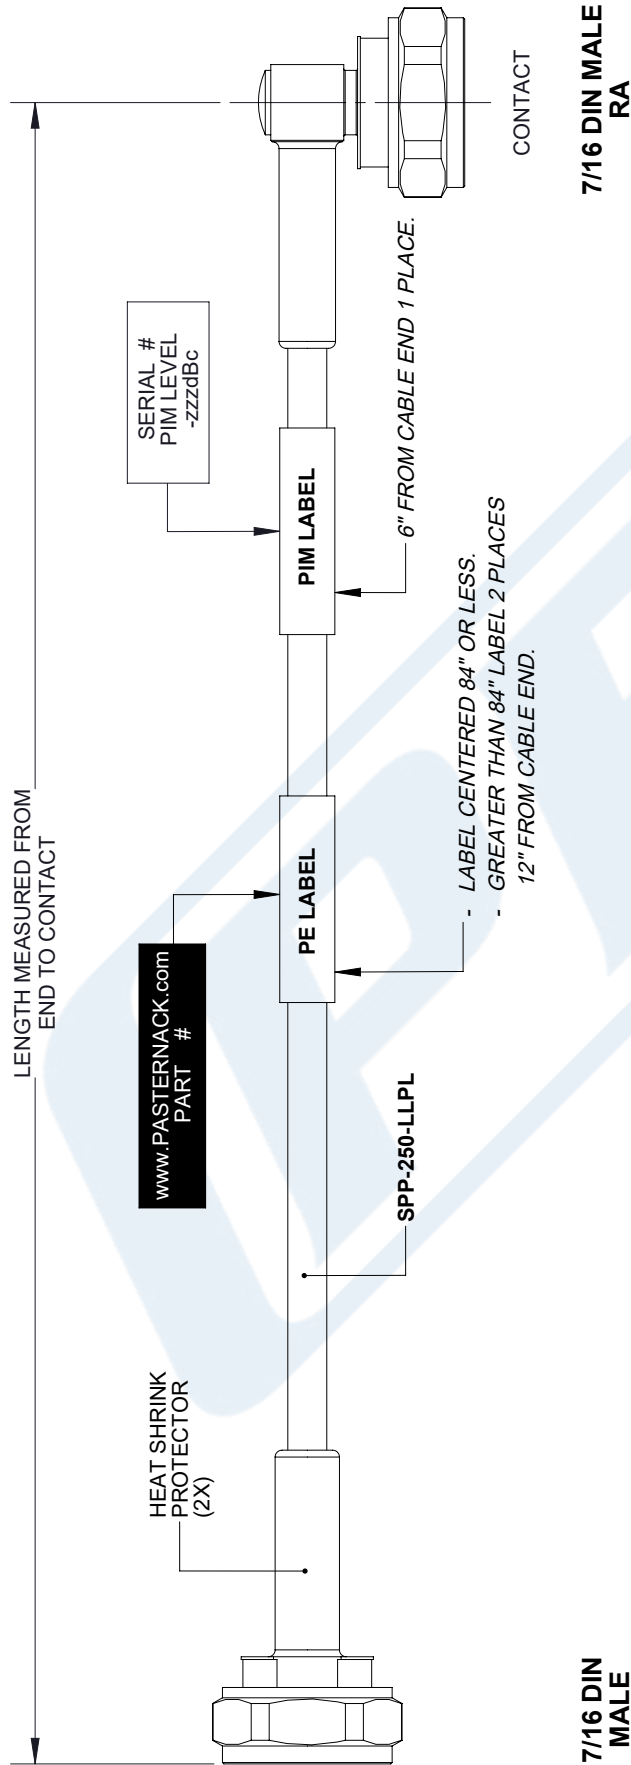 LENGTH MEASURED FROM
END TO CONTACT
HEAT SHRINK
PROTECTOR
(2X)
www.PASTERNACK.com
PART #
SERIAL #
PIM LEVEL
-zzzdBc
PE LABEL
PIM LABEL
SPP-250-LLPL
- LABEL CENTERED 84" OR LESS.
- GREATER THAN 84" LABEL 2 PLACES
12" FROM CABLE END.
6" FROM CABLE END 1 PLACE.
CONTACT
7/16 DIN
MALE
7/16 DIN MALE
RA